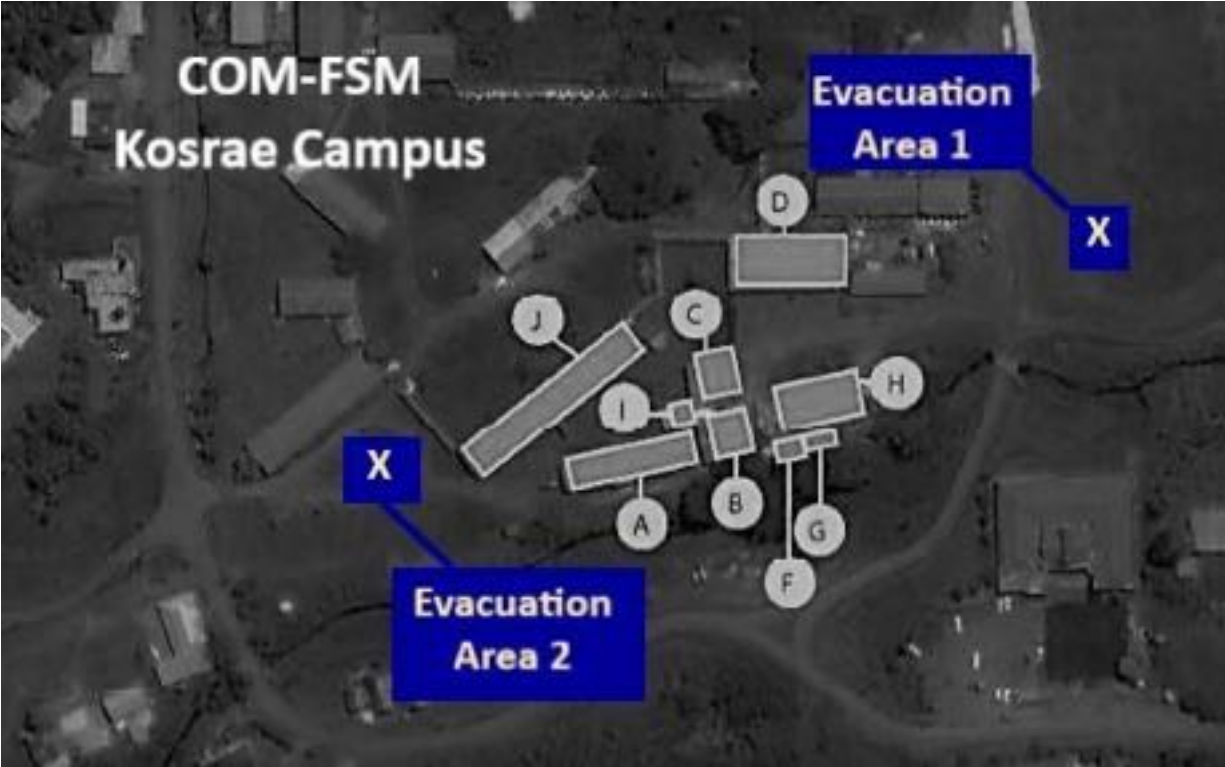 COM-FSM
Kosrae Campus
Evacuation
Area 1
X
D
C
J
H
I
B
A
G
F
X
Evacuation
Area 2